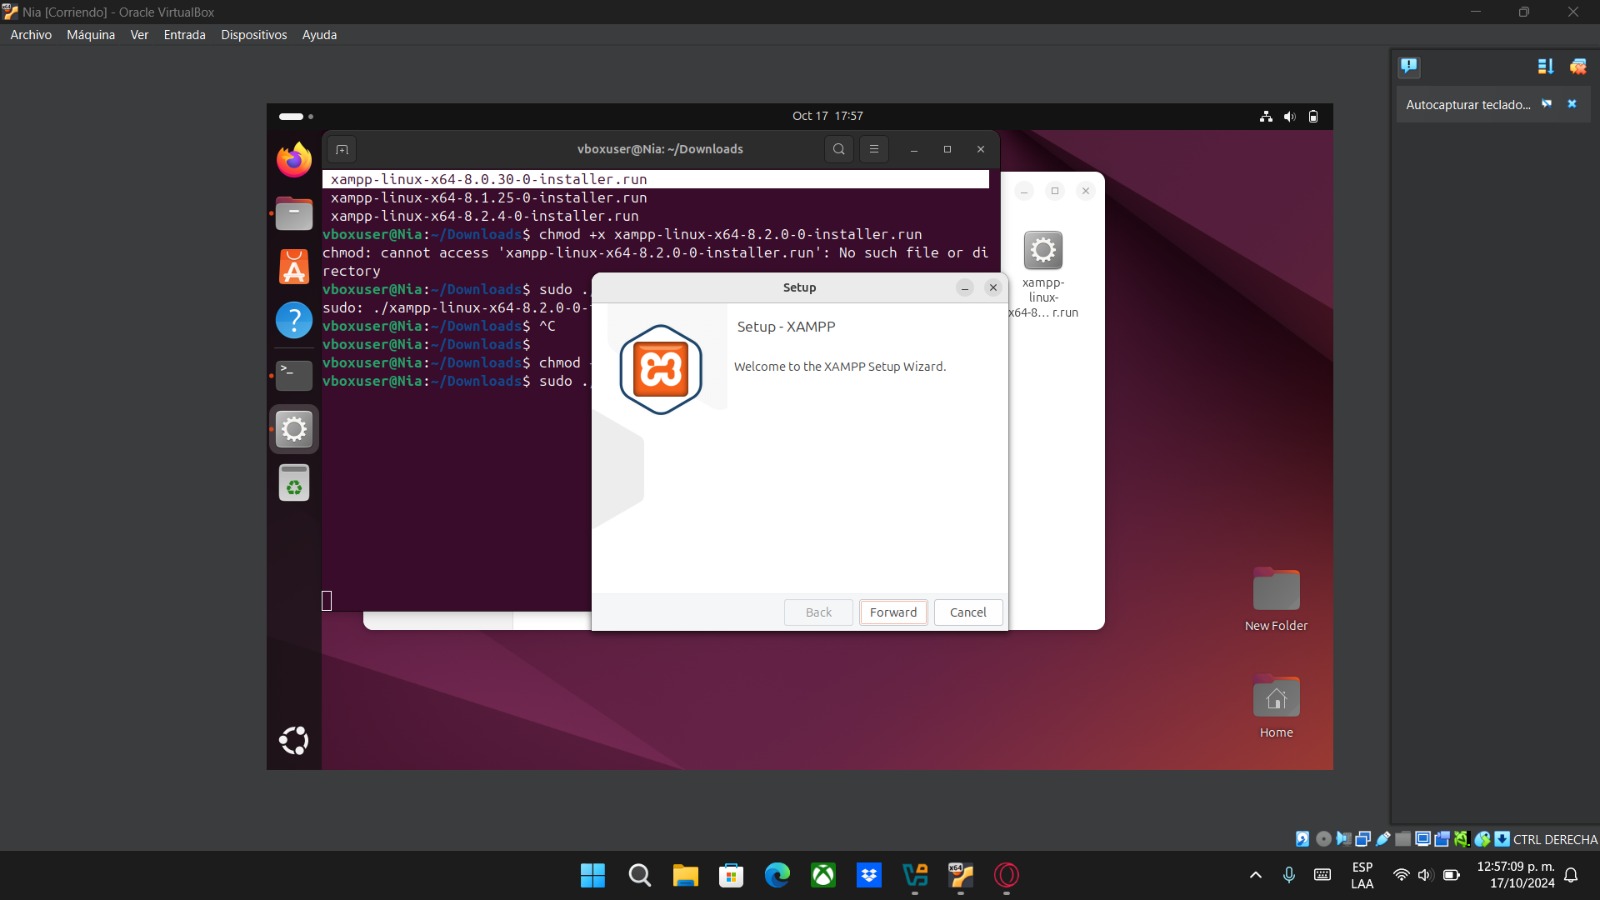 Nia [Corriendo] - Oracle VirtualBox
Archivo Máquina Ver Entrada Dispositivos Ayuda
Autocapturar teclado...
Oct 17 17:57
vboxuser@Nia: ~/Downloads
xampp-linux-x64-8.0.30-0-installer.run
xampp-linux-x64-8.1.25-0-installer.run
xampp-linux-x64-8.2.4-0-installer.run
vboxuser@Nia:~/Downloads$ chmod +x xampp-linux-x64-8.2.0-0-installer.run
chmod: cannot access 'xampp-linux-x64-8.2.0-0-installer.run': No such file or di
rectory
vboxuser@Nia:~/Downloads$ sudo .
sudo: ./xampp-linux-x64-8.2.0-0-
vboxuser@Nia:~/Downloads$ ^C
vboxuser@Nia:~/Downloads$
vboxuser@Nia:~/Downloads$ chmod
vboxuser@Nia:~/Downloads$ sudo ./
Setup
Setup - XAMPP
Welcome to the XAMPP Setup Wizard.
Back Forward Cancel
xampp-
linux-
x64-8... r.run
New Folder
Home
CTRL DERECHA
ESP
LAA
12:57:09 p. m.
17/10/2024